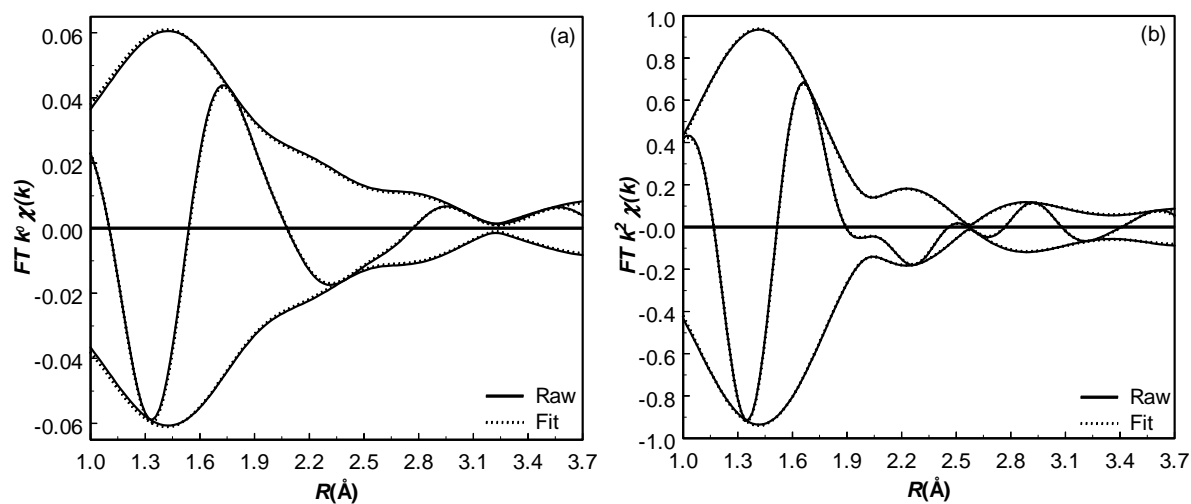 (a)
0.06
0.04
0.02
0.00
-0.02
-0.04
-0.06
FT k⁰ χ(k)
Raw
Fit
1.0 1.3 1.6 1.9 2.2 2.5 2.8 3.1 3.4 3.7
R(Å)
(b)
1.0
0.8
0.6
0.4
0.2
-0.0
-0.2
-0.4
-0.6
-0.8
-1.0
FT k² χ(k)
Raw
Fit
1.0 1.3 1.6 1.9 2.2 2.5 2.8 3.1 3.4 3.7
R(Å)